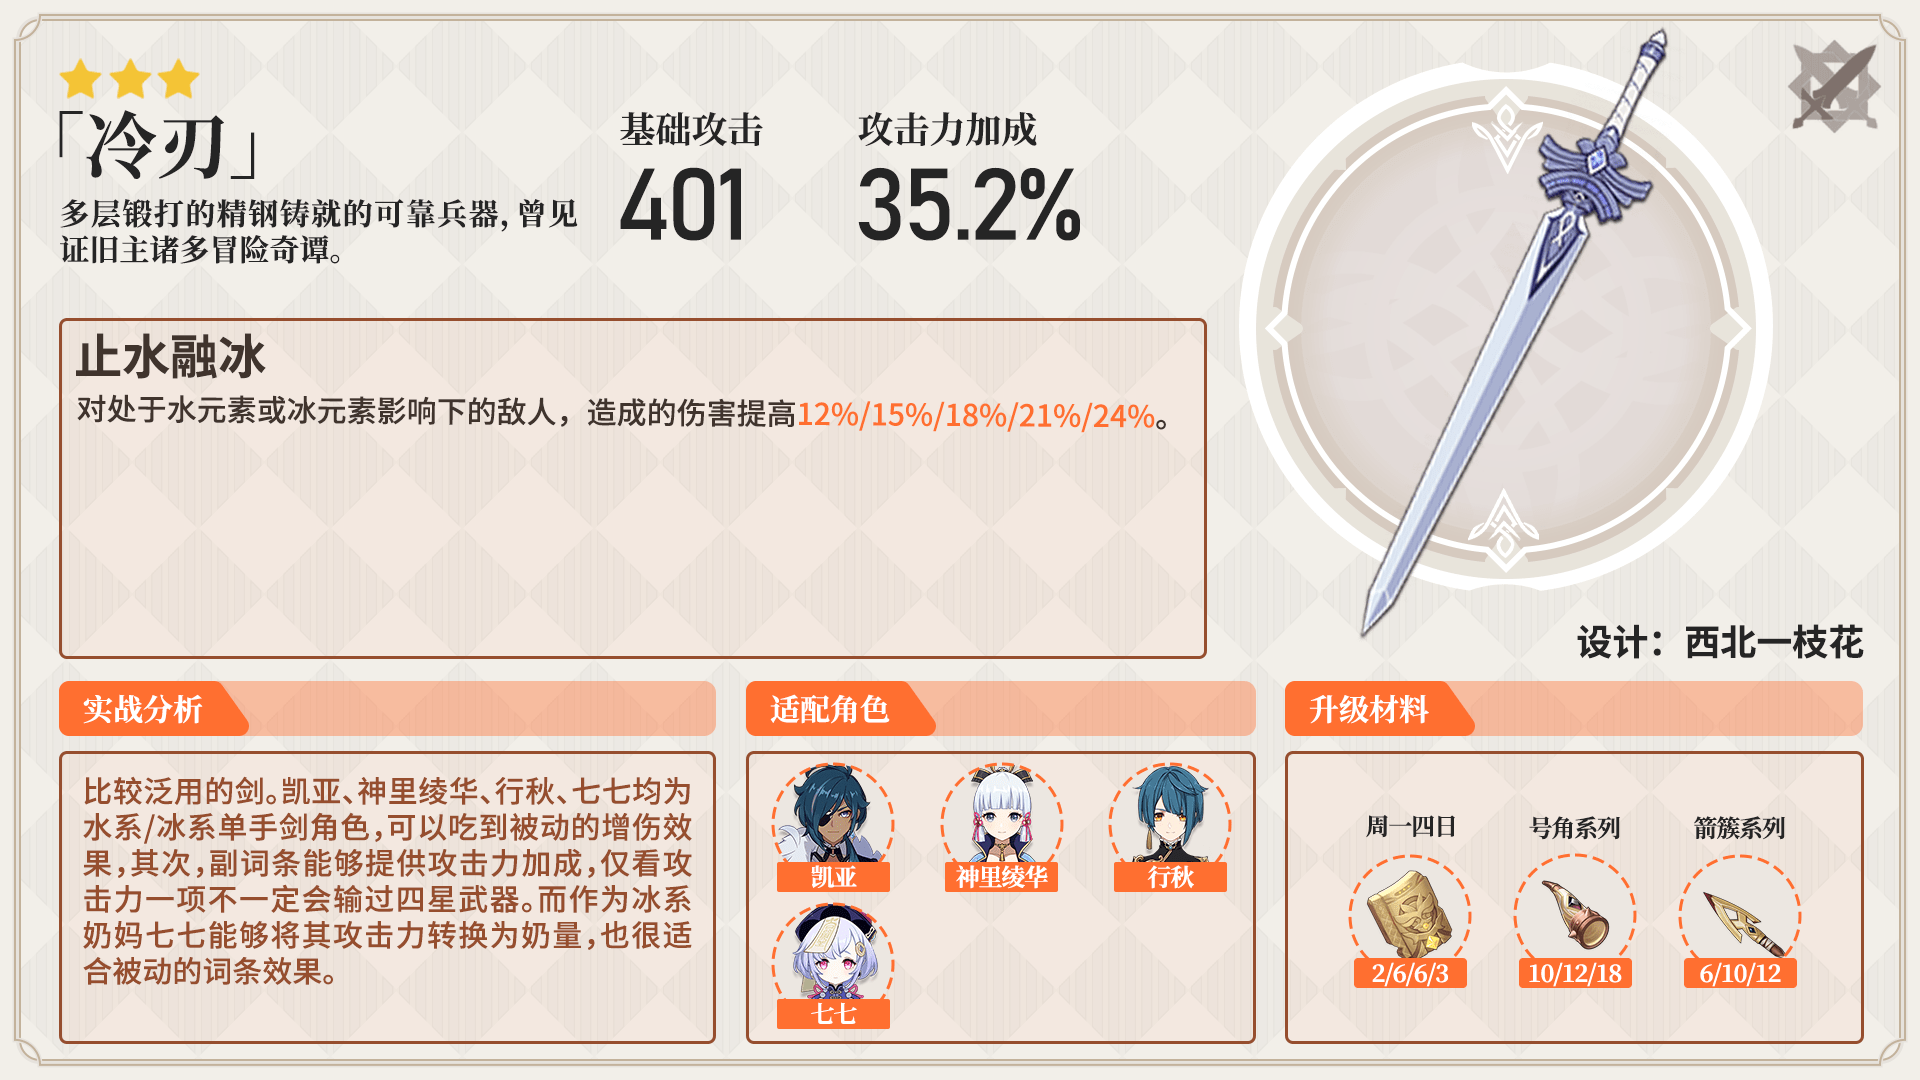 「冷刃」
多层锻打的精钢铸就的可靠兵器，曾见
证旧主诸多冒险奇谭。
基础攻击
401
攻击力加成
35.2%
止水融冰
对处于水元素或冰元素影响下的敌人，造成的伤害提高12%/15%/18%/21%/24%。
设计：西北一枝花
实战分析
比较泛用的剑。凯亚、神里绫华、行秋、七七均为
水系/冰系单手剑角色，可以吃到被动的增伤效
果，其次，副词条能够提供攻击力加成，仅看攻
击力一项不一定会输过四星武器。而作为冰系
奶妈七七能够将其攻击力转换为奶量，也很适
合被动的词条效果。
适配角色
凯亚
神里绫华
行秋
七七
升级材料
周一四日
号角系列
箭簇系列
2/6/6/3
10/12/18
6/10/12